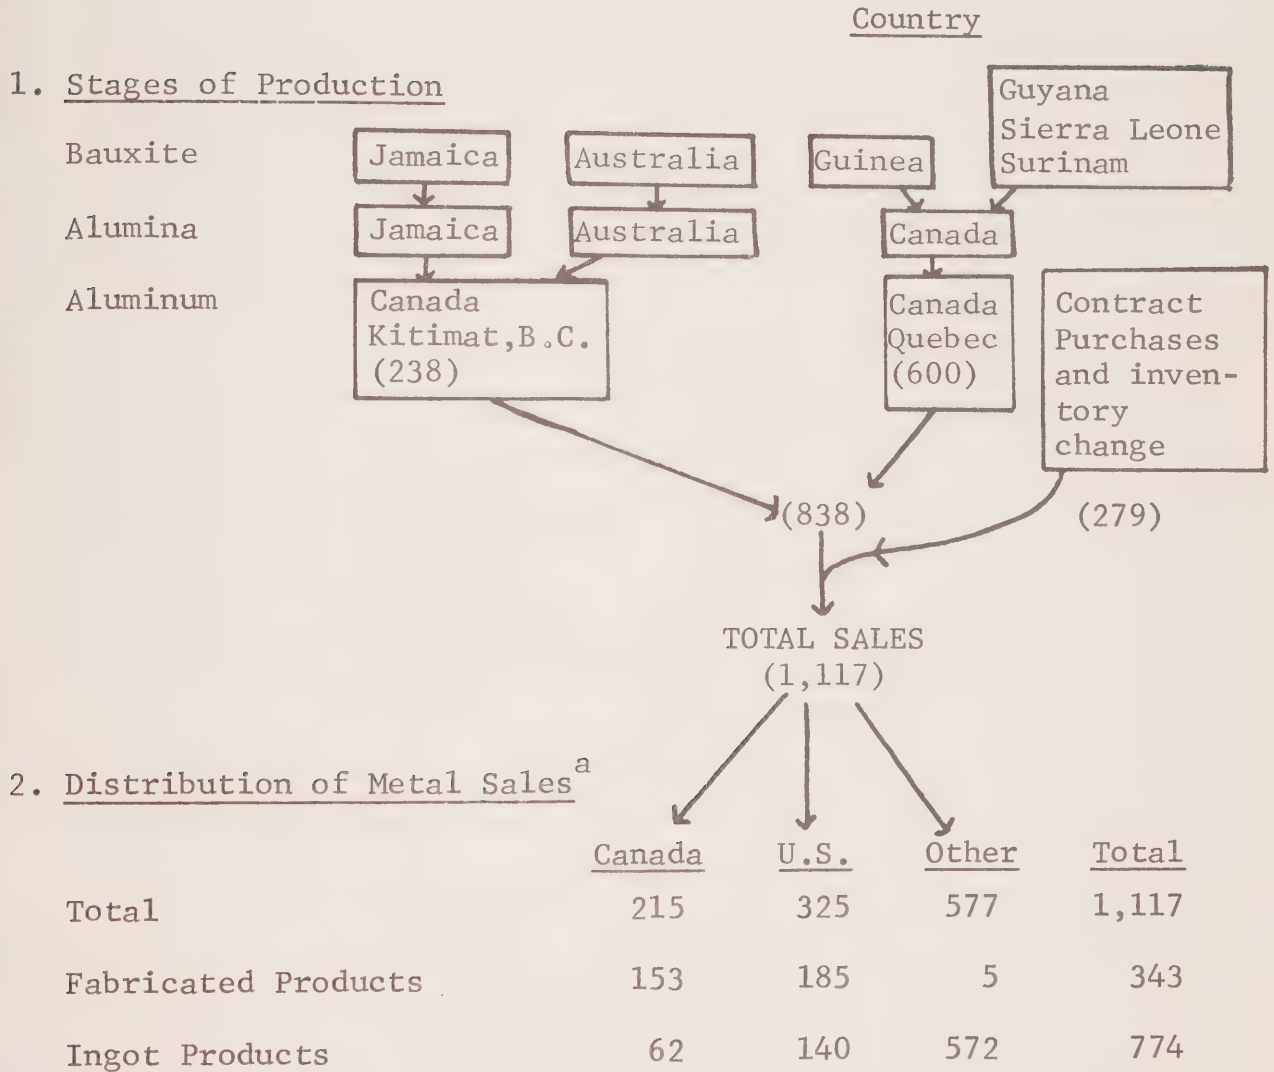 Country
1. Stages of Production
Guyana
Sierra Leone
Surinam
Bauxite
Jamaica
Australia
Guinea
Alumina
Jamaica
Australia
Canada
Aluminum
Canada
Kitimat,B.C.
(238)
Canada
Quebec
(600)
Contract
Purchases
and inven-
tory
change
(838)
(279)
TOTAL SALES
(1,117)
2. Distribution of Metal Sales a
Canada U.S. Other Total
Total 215 325 577 1,117
Fabricated Products 153 185 5 343
Ingot Products 62 140 572 774